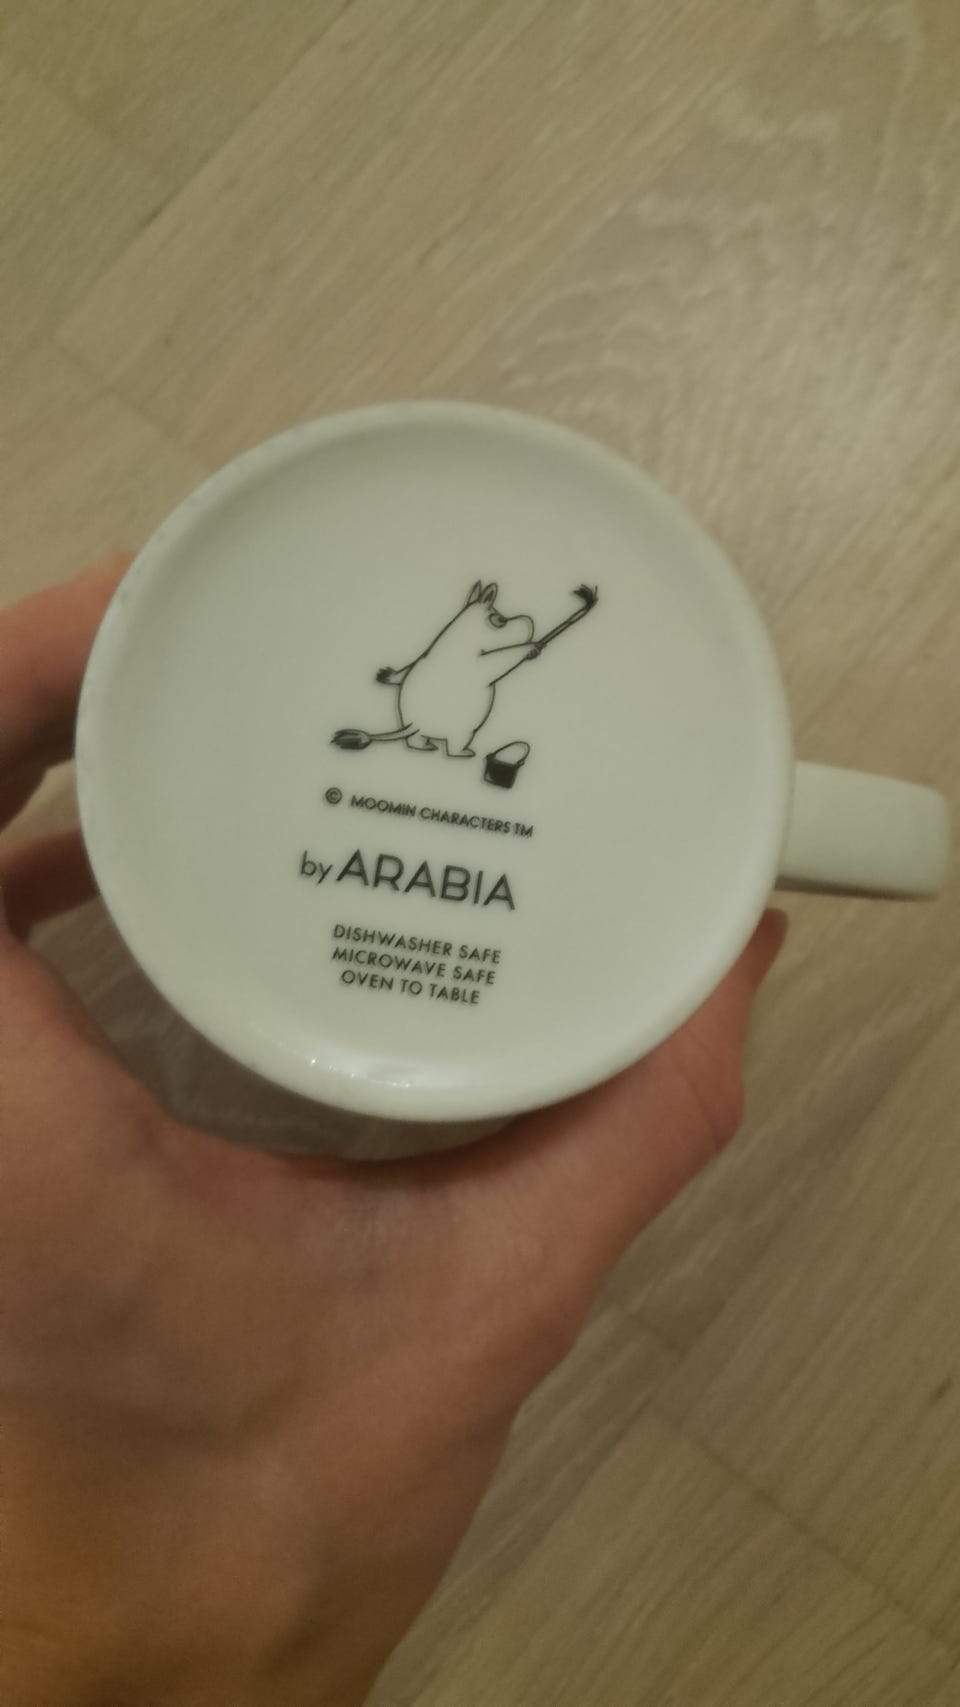 © MOOMIN CHARACTERS TM
by ARABIA
DISHWASHER SAFE
MICROWAVE SAFE
OVEN TO TABLE